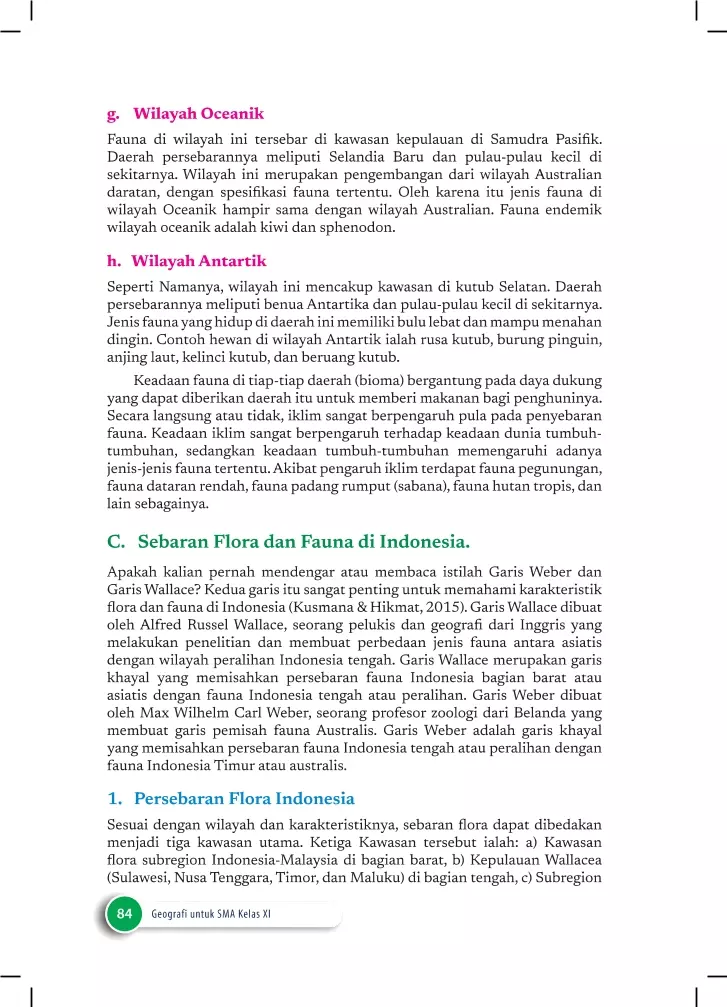 g. Wilayah Oceanik
Fauna di wilayah ini tersebar di kawasan kepulauan di Samudra Pasifik.
Daerah persebarannya meliputi Selandia Baru dan pulau-pulau kecil di
sekitarnya. Wilayah ini merupakan pengembangan dari wilayah Australian
daratan, dengan spesifikasi fauna tertentu. Oleh karena itu jenis fauna di
wilayah Oceanik hampir sama dengan wilayah Australian. Fauna endemik
wilayah oceanik adalah kiwi dan sphenodon.
h. Wilayah Antartik
Seperti Namanya, wilayah ini mencakup kawasan di kutub Selatan. Daerah
persebarannya meliputi benua Antartika dan pulau-pulau kecil di sekitarnya.
Jenis fauna yang hidup di daerah ini memiliki bulu lebat dan mampu menahan
dingin. Contoh hewan di wilayah Antartik ialah rusa kutub, burung pinguin,
anjing laut, kelinci kutub, dan beruang kutub.
Keadaan fauna di tiap-tiap daerah (bioma) bergantung pada daya dukung
yang dapat diberikan daerah itu untuk memberi makanan bagi penghuninya.
Secara langsung atau tidak, iklim sangat berpengaruh pula pada penyebaran
fauna. Keadaan iklim sangat berpengaruh terhadap keadaan dunia tumbuh-
tumbuhan, sedangkan keadaan tumbuh-tumbuhan memengaruhi adanya
jenis-jenis fauna tertentu. Akibat pengaruh iklim terdapat fauna pegunungan,
fauna dataran rendah, fauna padang rumput (sabana), fauna hutan tropis, dan
lain sebagainya.
C. Sebaran Flora dan Fauna di Indonesia.
Apakah kalian pernah mendengar atau membaca istilah Garis Weber dan
Garis Wallace? Kedua garis itu sangat penting untuk memahami karakteristik
flora dan fauna di Indonesia (Kusmana & Hikmat, 2015). Garis Wallace dibuat
oleh Alfred Russel Wallace, seorang pelukis dan geografi dari Inggris yang
melakukan penelitian dan membuat perbedaan jenis fauna antara asiatis
dengan wilayah peralihan Indonesia tengah. Garis Wallace merupakan garis
khayal yang memisahkan persebaran fauna Indonesia bagian barat atau
asiatis dengan fauna Indonesia tengah atau peralihan. Garis Weber dibuat
oleh Max Wilhelm Carl Weber, seorang profesor zoologi dari Belanda yang
membuat garis pemisah fauna Australis. Garis Weber adalah garis khayal
yang memisahkan persebaran fauna Indonesia tengah atau peralihan dengan
fauna Indonesia Timur atau australis.
1. Persebaran Flora Indonesia
Sesuai dengan wilayah dan karakteristiknya, sebaran flora dapat dibedakan
menjadi tiga kawasan utama. Ketiga Kawasan tersebut ialah: a) Kawasan
flora subregion Indonesia-Malaysia di bagian barat, b) Kepulauan Wallacea
(Sulawesi, Nusa Tenggara, Timor, dan Maluku) di bagian tengah, c) Subregion
84 Geografi untuk SMA Kelas XI